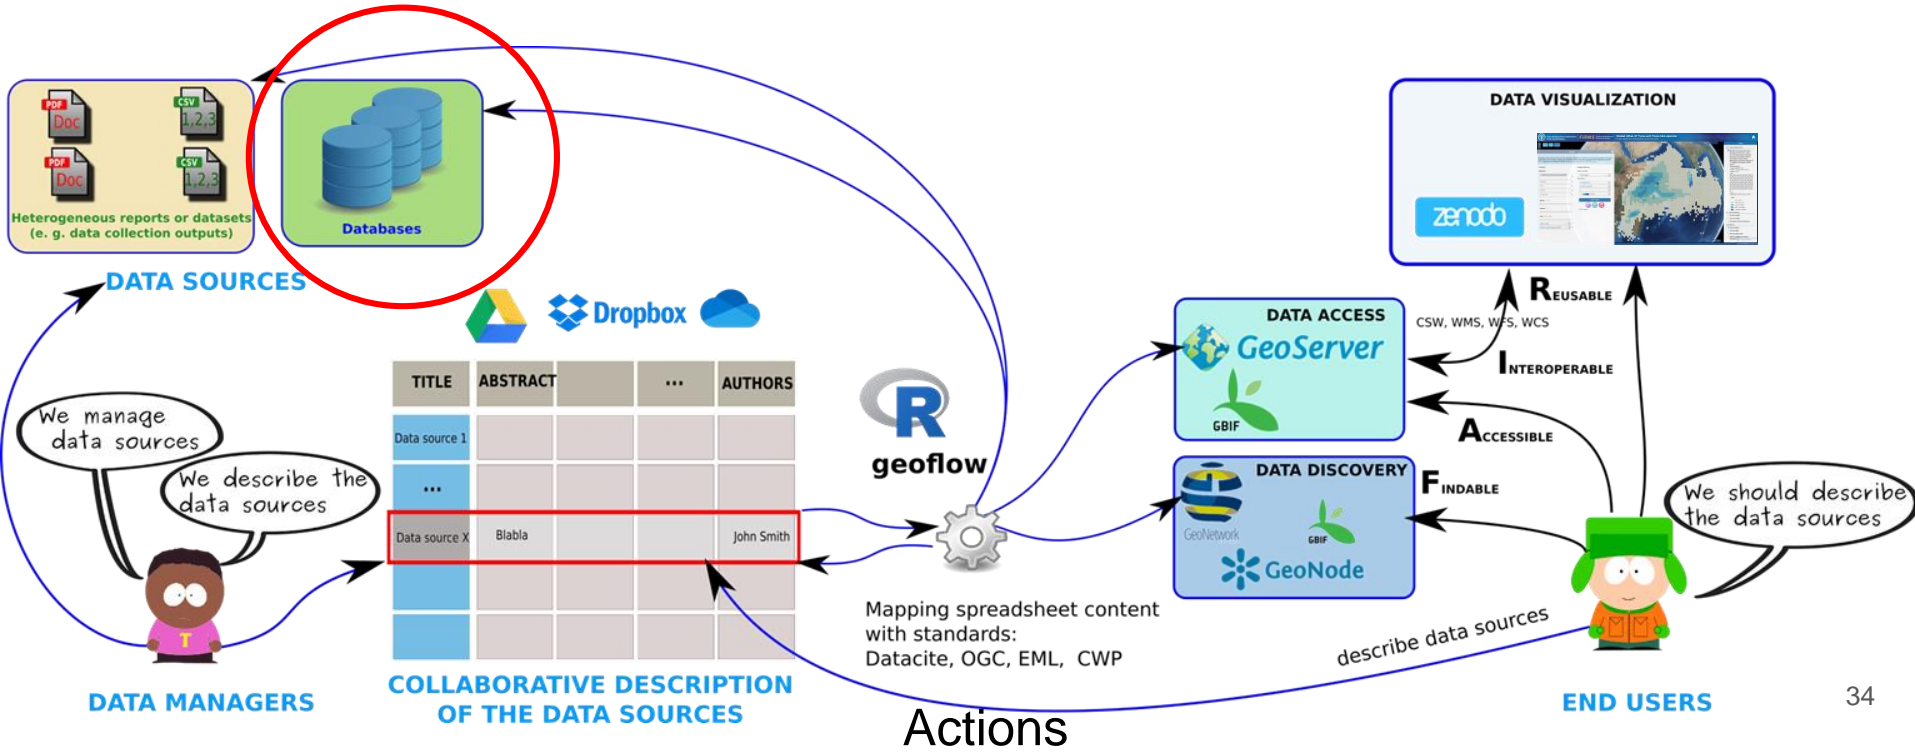 PDF
Doc
CSV
1,2,3
PDF
Doc
CSV
1,2,3
Heterogeneous reports or datasets
(e. g. data collection outputs)
Databases
DATA SOURCES
Dropbox
We manage
data sources
We describe the
data sources
DATA MANAGERS
TITLE ABSTRACT ... AUTHORS
Data source 1
...
Data source X Blabla John Smith
COLLABORATIVE DESCRIPTION
OF THE DATA SOURCES
R
geoflow
Mapping spreadsheet content
with standards:
Datacite, OGC, EML, CWP
Actions
DATA VISUALIZATION
zenodo
REUSABLE
CSW, WMS, WFS, WCS
INTEROPERABLE
DATA ACCESS
GeoServer
GBIF
ACCESSIBLE
DATA DISCOVERY
GeoNetwork
GBIF
GeoNode
FINDABLE
We should describe
the data sources
T
describe data sources
END USERS
34